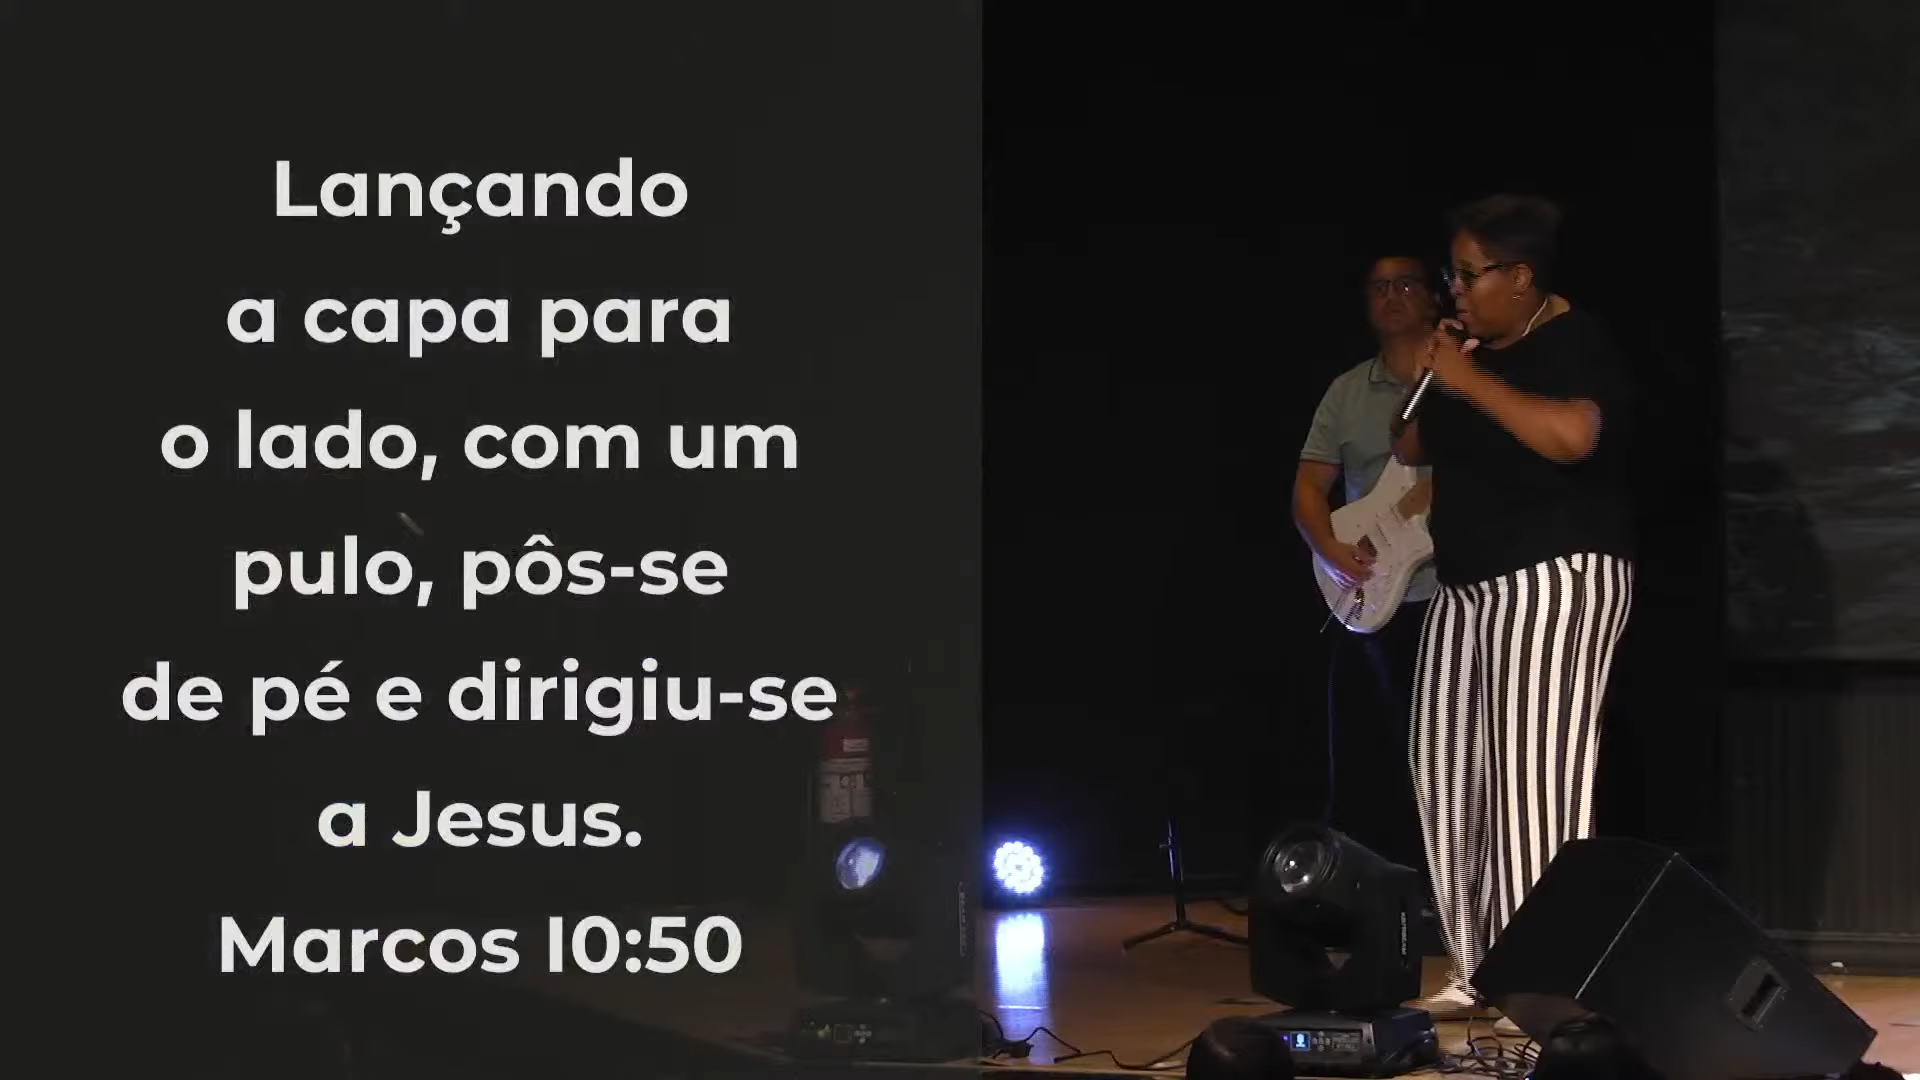 Lançando
a capa para
o lado, com um
pulo, pôs-se
de pé e dirigiu-se
a Jesus.
Marcos 10:50